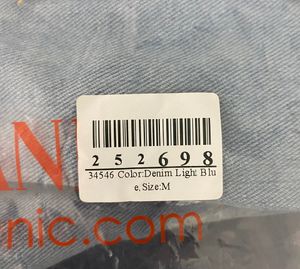 252698
34546 Color:Denim Light Blu
e,Size:M
nic.com